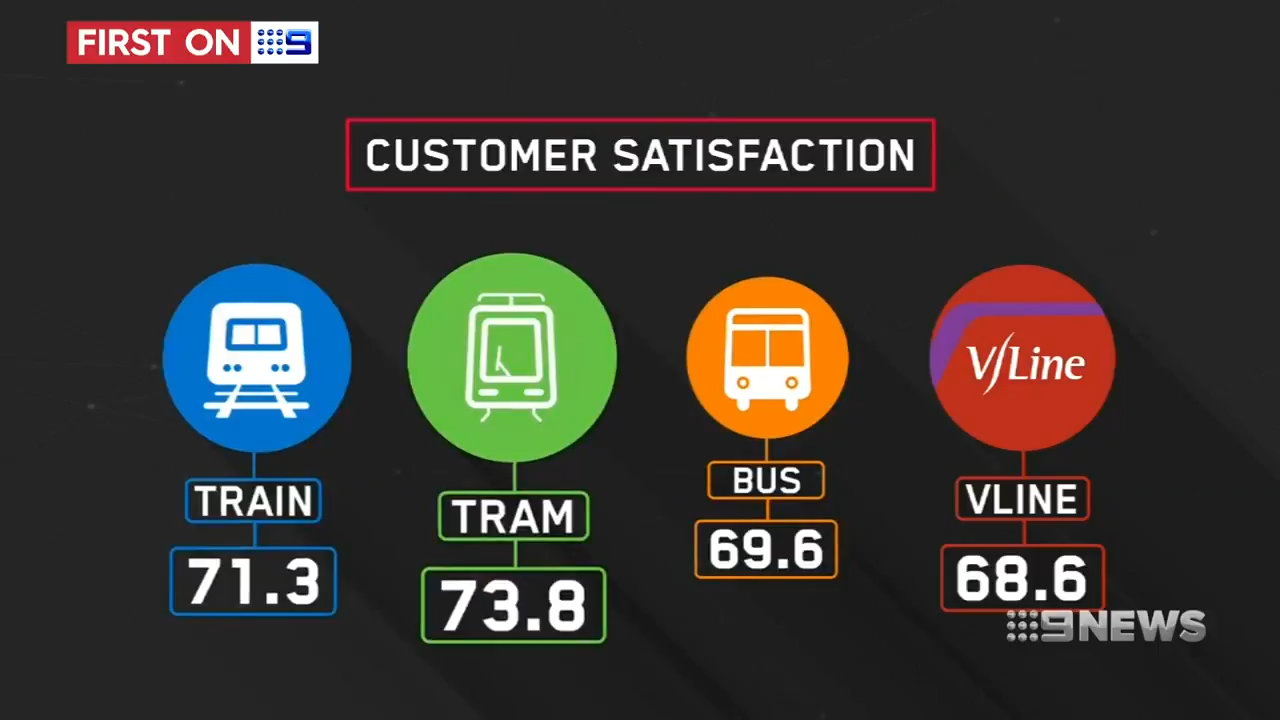 FIRST ON 9
CUSTOMER SATISFACTION
V/Line
TRAIN
TRAM
BUS
VLINE
71.3
73.8
69.6
68.6
9NEWS